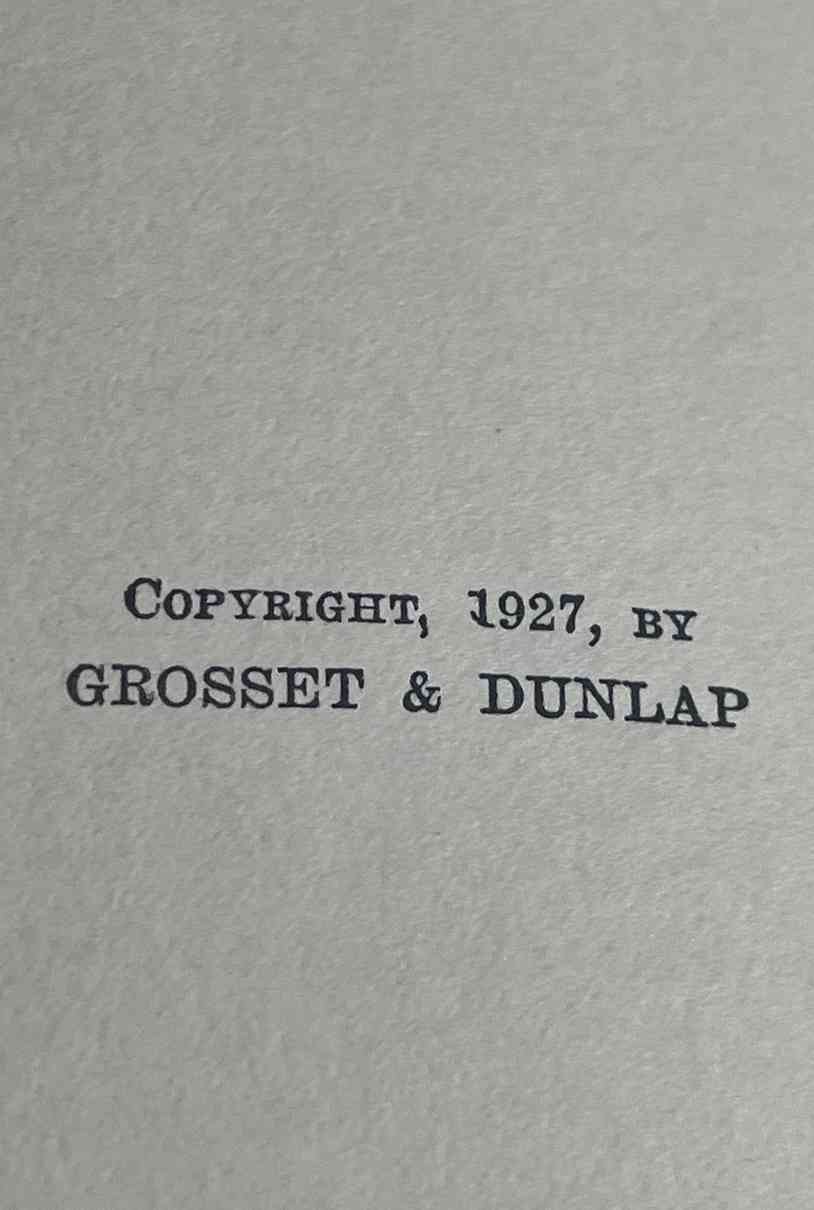 COPYRIGHT, 1927, BY
GROSSET & DUNLAP